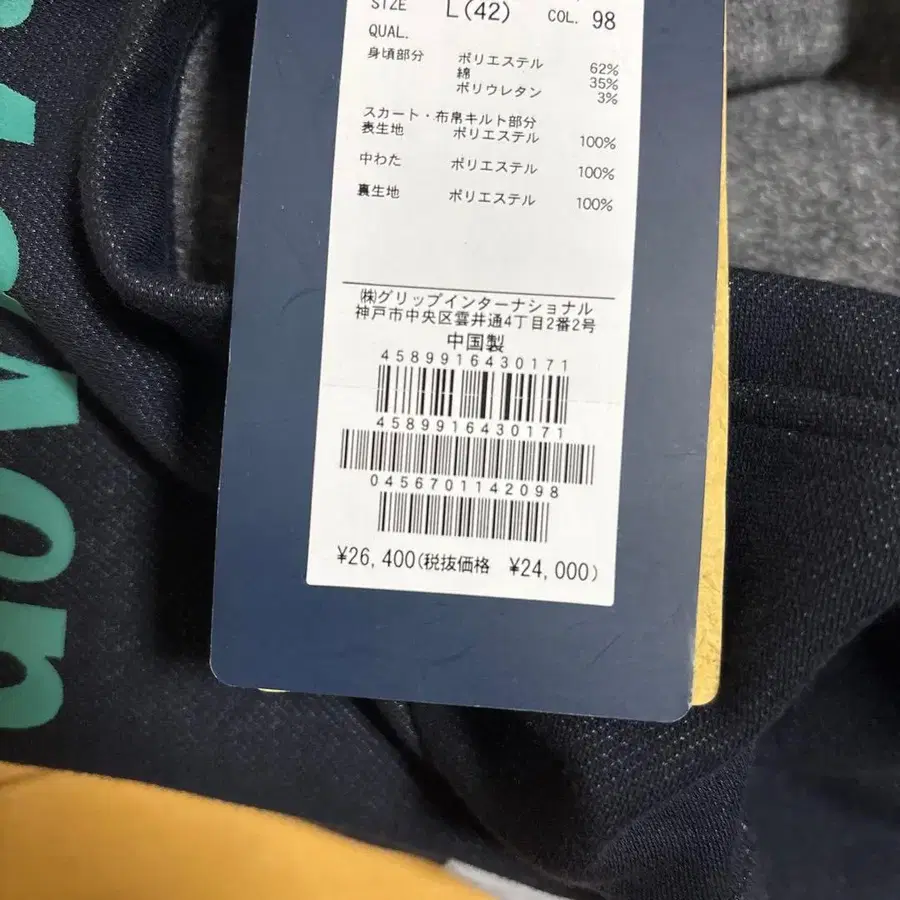 SIZE L(42) COL. 98
QUAL.
身頃部分 ポリエステル 62%
綿 35%
ポリウレタン 3%
スカート・布帛キルト部分
表生地 ポリエステル 100%
中わた ポリエステル 100%
裏生地 ポリエステル 100%
㈱グリップインターナショナル
神戸市中央区雲井通4丁目2番2号
中国製
4589916430171
4589916430171
0456701142098
¥26,400(税抜価格 ¥24,000)